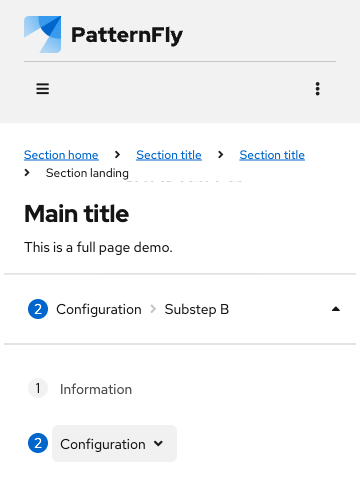 PatternFly
Section home Section title Section title
Section landing
Main title
This is a full page demo.
2 Configuration Substep B
1 Information
2 Configuration